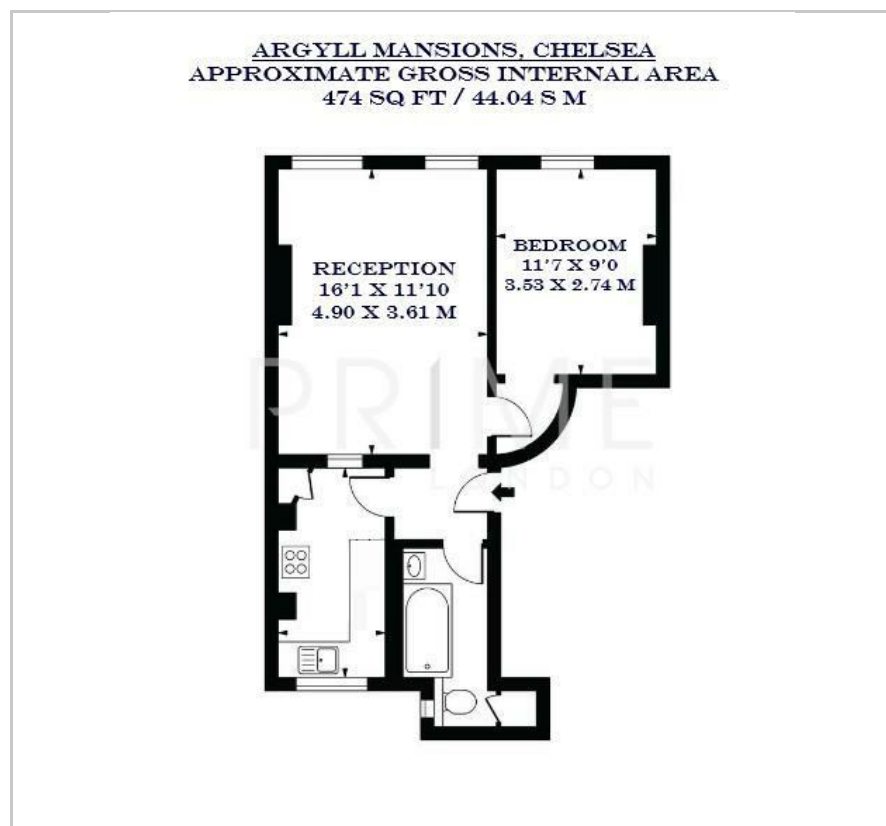 ARGYLL MANSIONS, CHELSEA
APPROXIMATE GROSS INTERNAL AREA
474 SQ FT / 44.04 S M
BEDROOM
11'7 X 9'0
3.53 X 2.74 M
RECEPTION
16'1 X 11'10
4.90 X 3.61 M
PRIME
LONDON